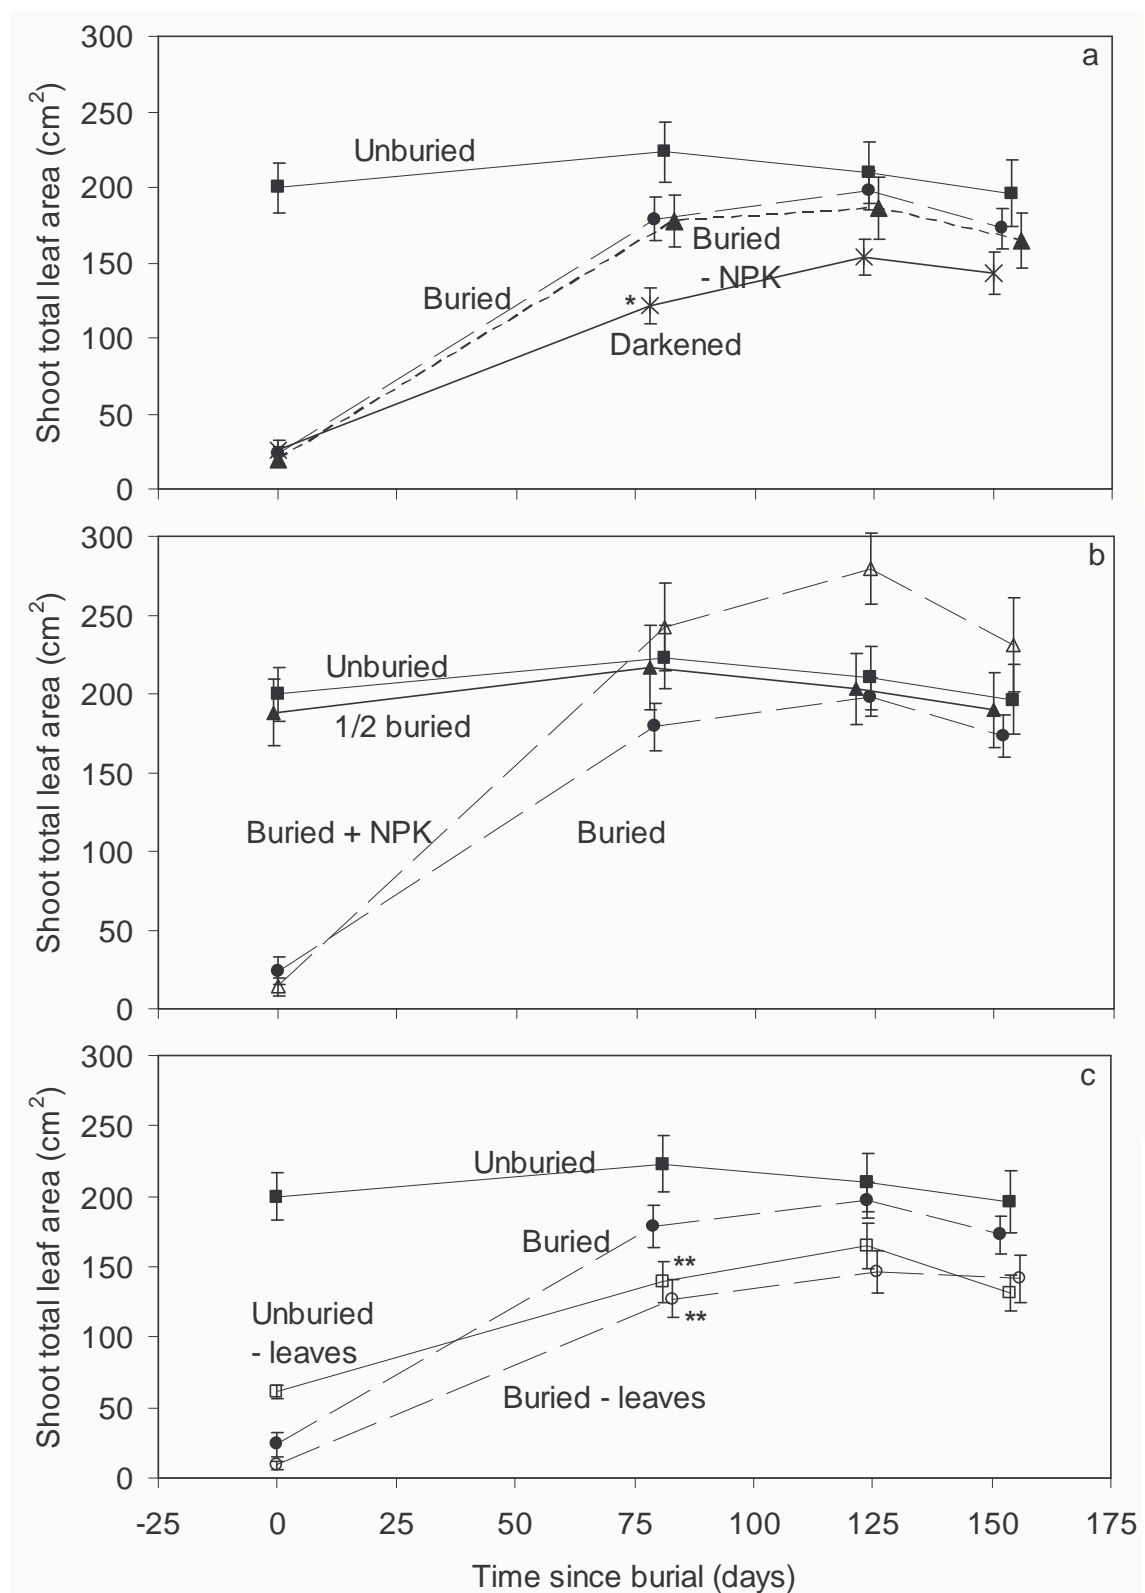 a
300
250
200
150
100
50
0
Shoot total leaf area (cm²)
Unburied
Buried
Buried
- NPK
*
Darkened
b
300
250
200
150
100
50
0
Shoot total leaf area (cm²)
Unburied
1/2 buried
Buried + NPK
Buried
c
300
250
200
150
100
50
0
Shoot total leaf area (cm²)
Unburied
Buried
**
Unburied
- leaves
**
Buried - leaves
-25 0 25 50 75 100 125 150 175
Time since burial (days)